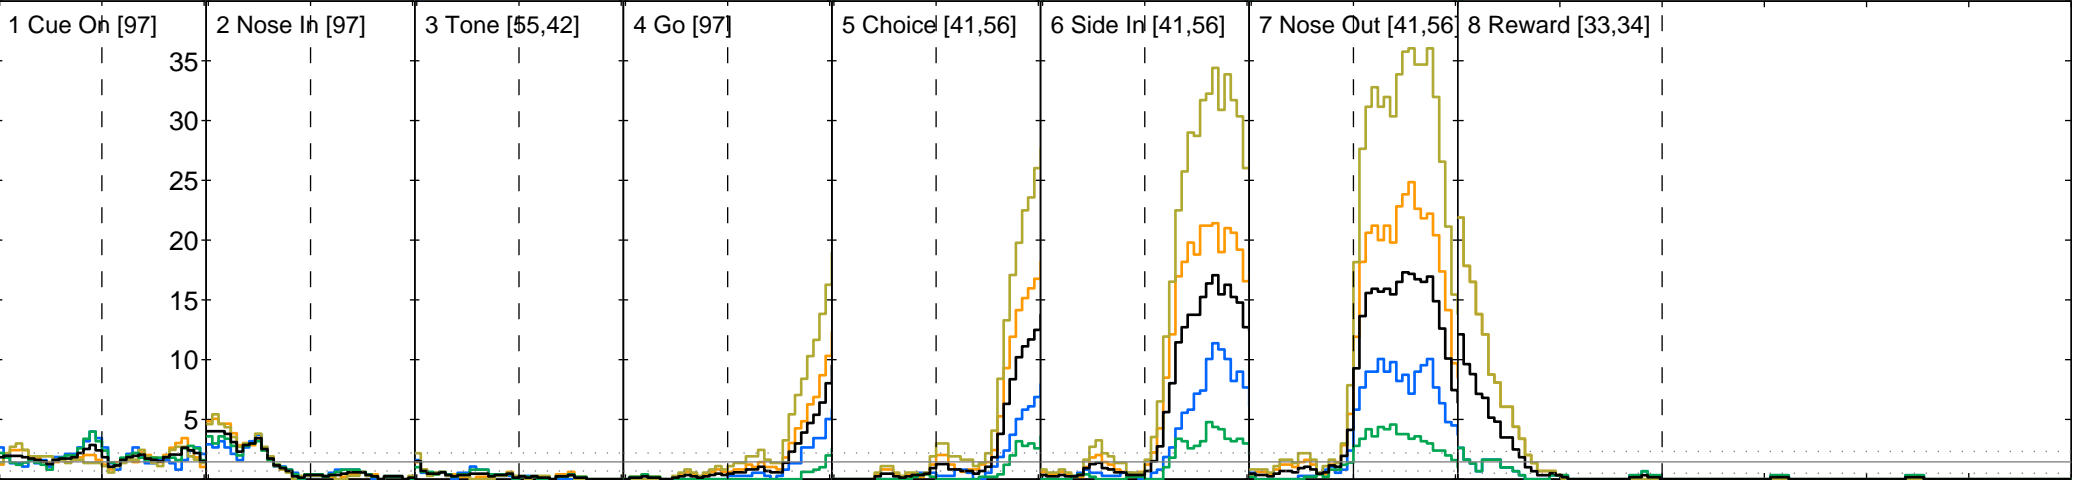 1 Cue On [97]
2 Nose In [97]
3 Tone [55,42]
4 Go [97]
5 Choice [41,56]
6 Side In [41,56]
7 Nose Out [41,56
8 Reward [33,34]
35
30
25
20
15
10
5